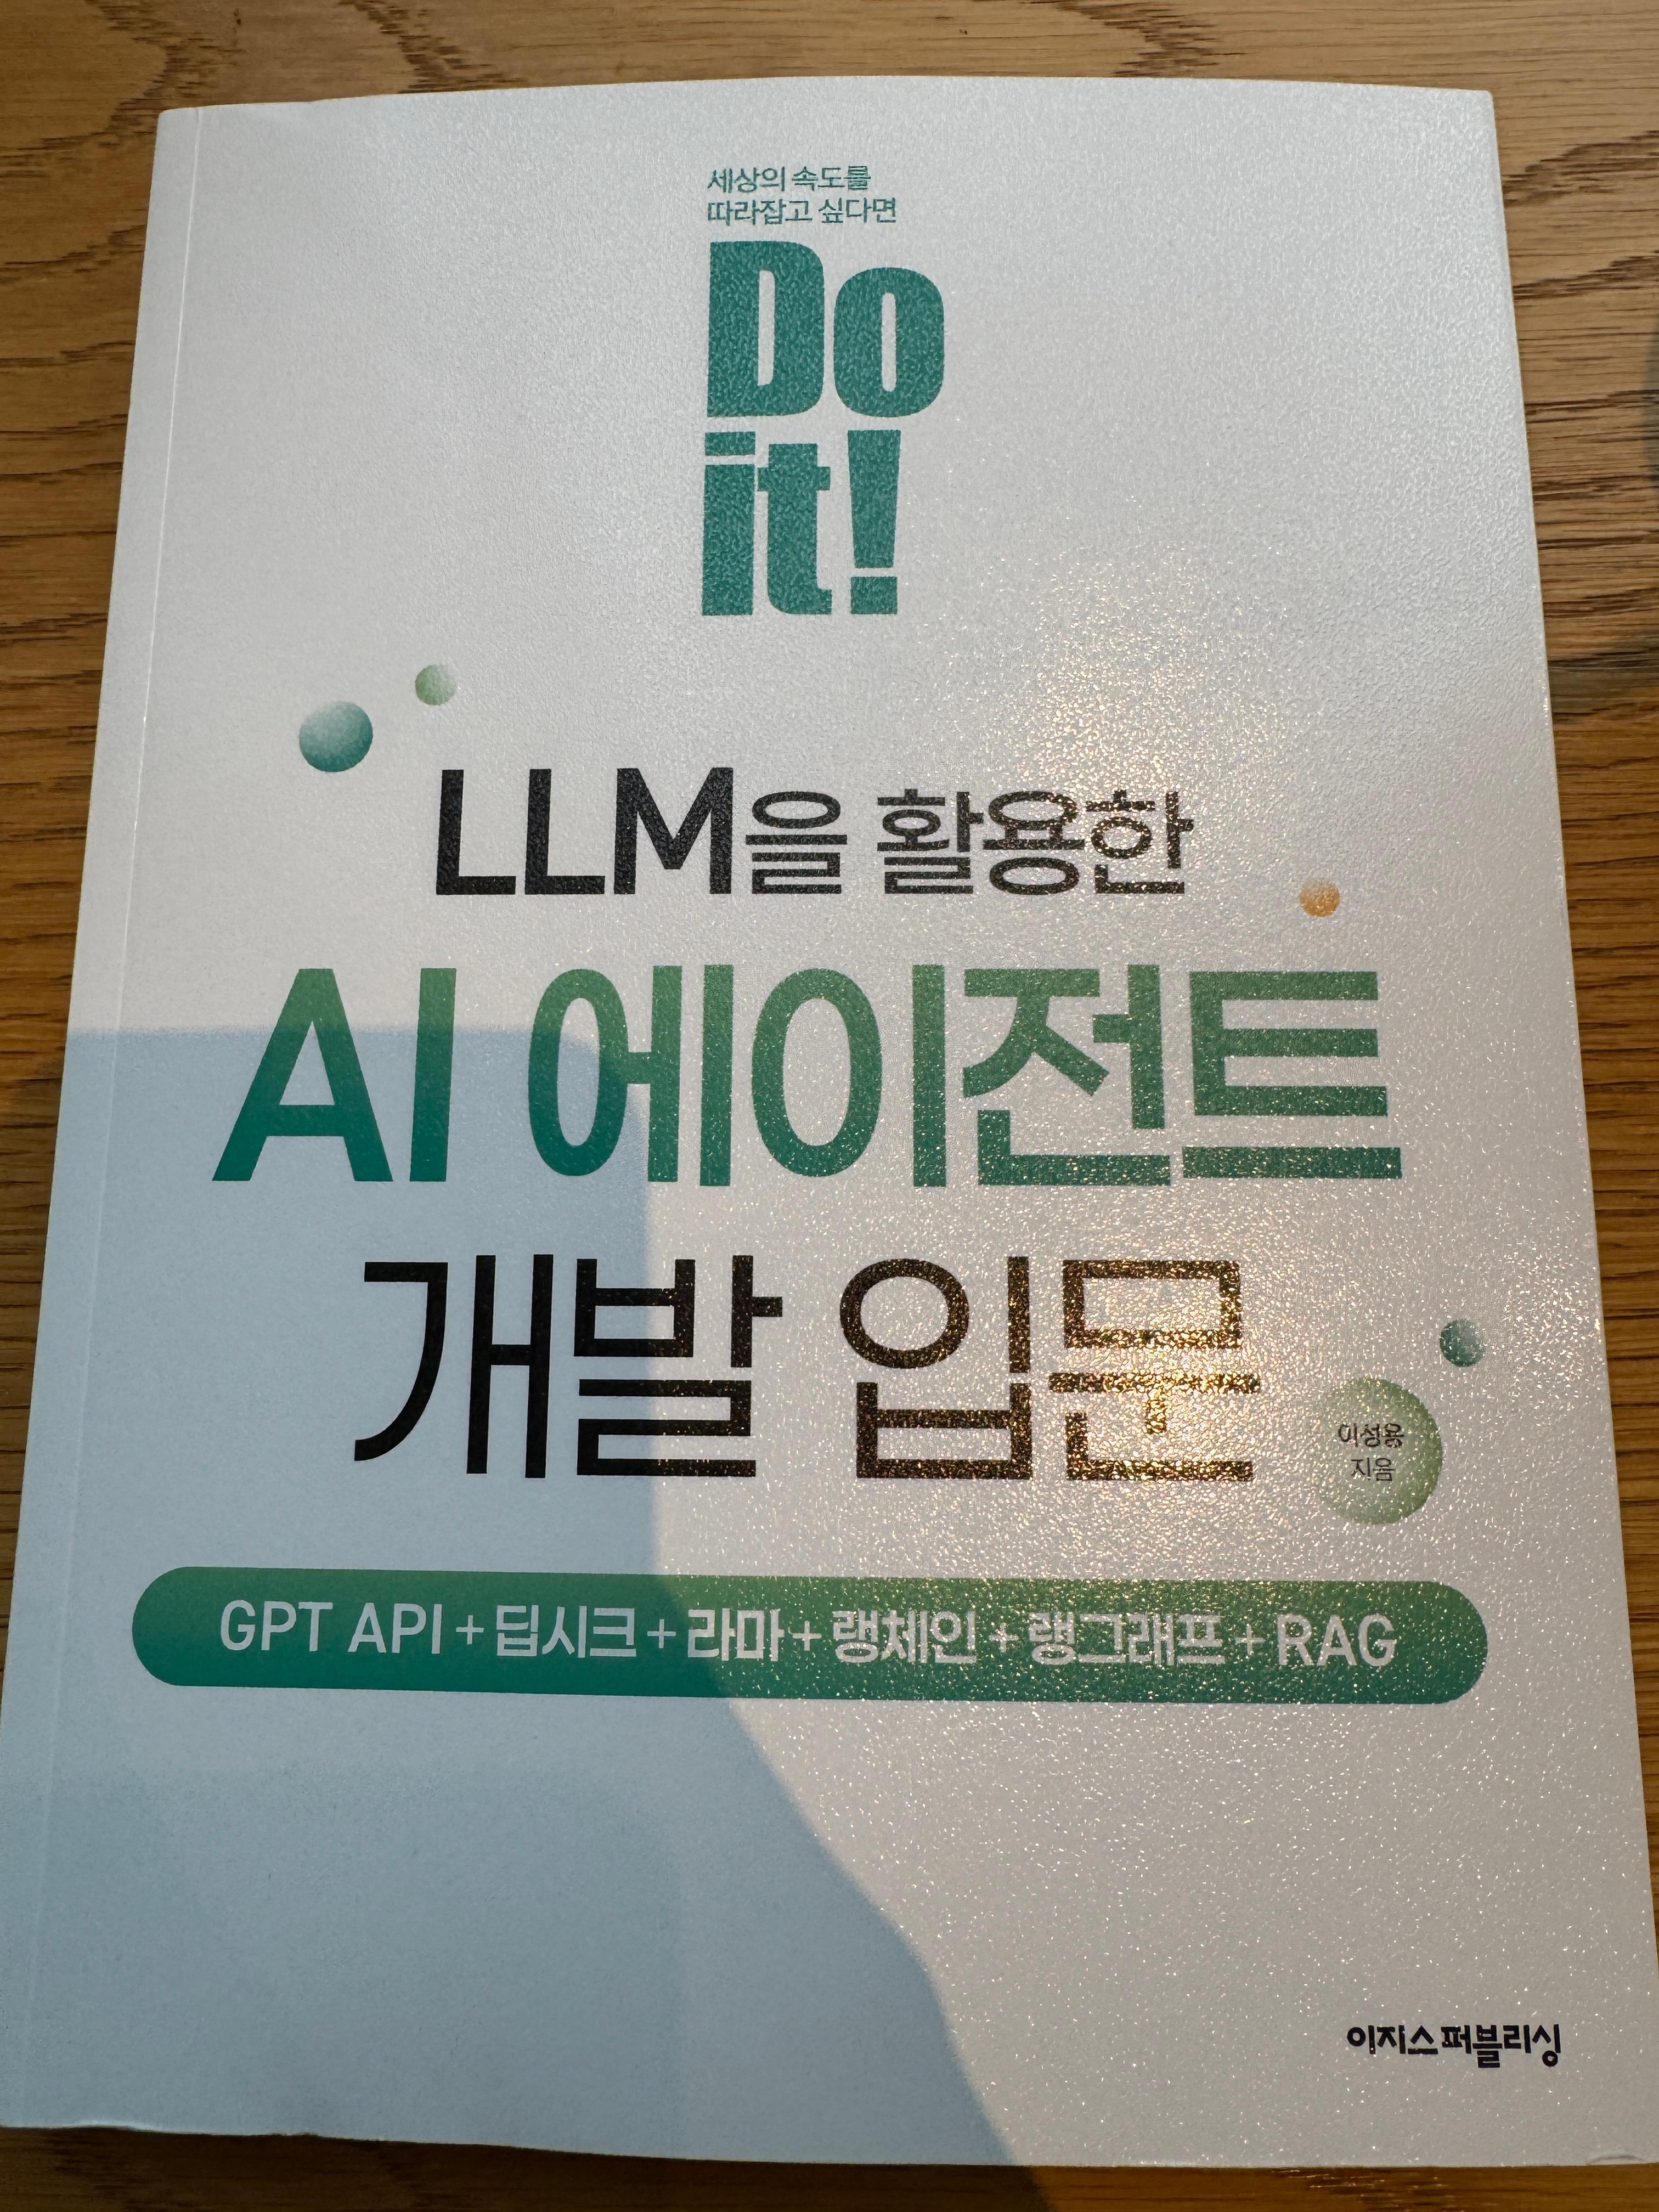 세상의 속도를
따라잡고 싶다면
Do
it!
LLM을 활용한
AI 에이전트
개발 입문
이성용
지음
GPT API + 딥시크 + 라마 + 랭체인 + 랭그래프 + RAG
이지스퍼블리싱